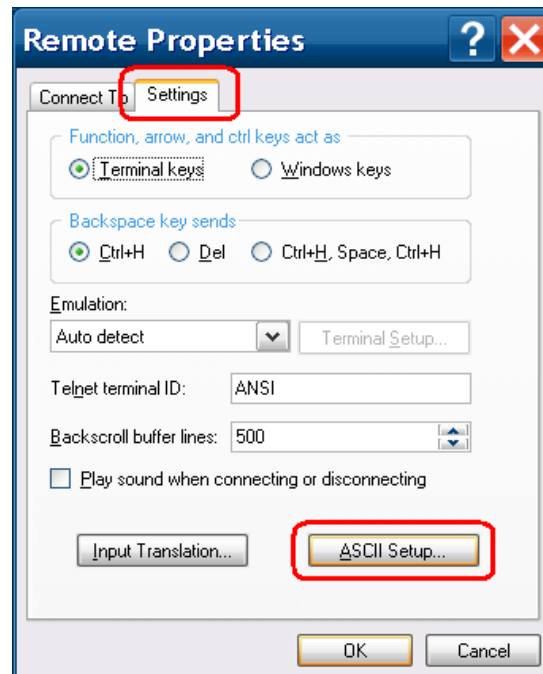 Remote Properties ?
Connect To Settings
Function, arrow, and ctrl keys act as
Terminal keys Windows keys
Backspace key sends
Ctrl+H Del Ctrl+H, Space, Ctrl+H
Emulation:
Auto detect Terminal Setup...
Telnet terminal ID: ANSI
Backscroll buffer lines: 500
Play sound when connecting or disconnecting
Input Translation... ASCII Setup...
OK Cancel